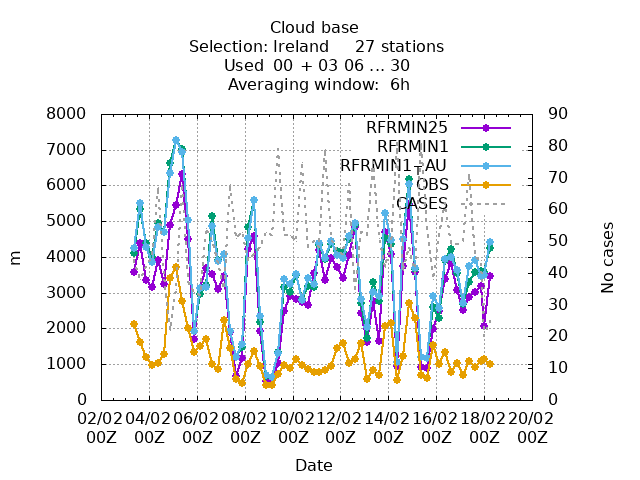 Cloud base
Selection: Ireland 27 stations
Used 00 + 03 06 ... 30
Averaging window: 6h
8000 90
7000 80
6000 70
5000 60
4000 50
3000 40
2000 30
1000 20
0 10
0
RFRMIN25
RFRMIN1
RFRMIN1-AU
OBS
CASES
m
No cases
02/02 04/02 06/02 08/02 10/02 12/02 14/02 16/02 18/02 20/02
00Z 00Z 00Z 00Z 00Z 00Z 00Z 00Z 00Z 00Z
Date